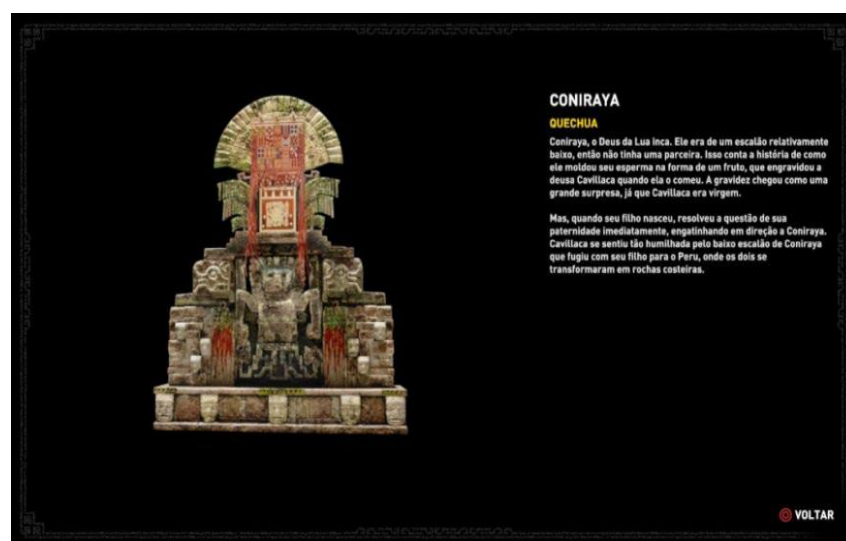 CONIRAYA
QUECHUA
Coniraya, o Deus da Lua inca. Ele era de um escalão relativamente
baixo, então não tinha uma parceira. Isso conta a história de como
ele moldou seu esperma na forma de um fruto, que engravidou a
deusa Cavillaca quando ela o comeu. A gravidez chegou como uma
grande surpresa, já que Cavillaca era virgem.
Mas, quando seu filho nasceu, resolveu a questão de sua
paternidade imediatamente, engatinhando em direção a Coniraya.
Cavillaca se sentiu tão humilhada pelo baixo escalão de Coniraya
que fugiu com seu filho para o Peru, onde os dois se
transformaram em rochas costeiras.
VOLTAR